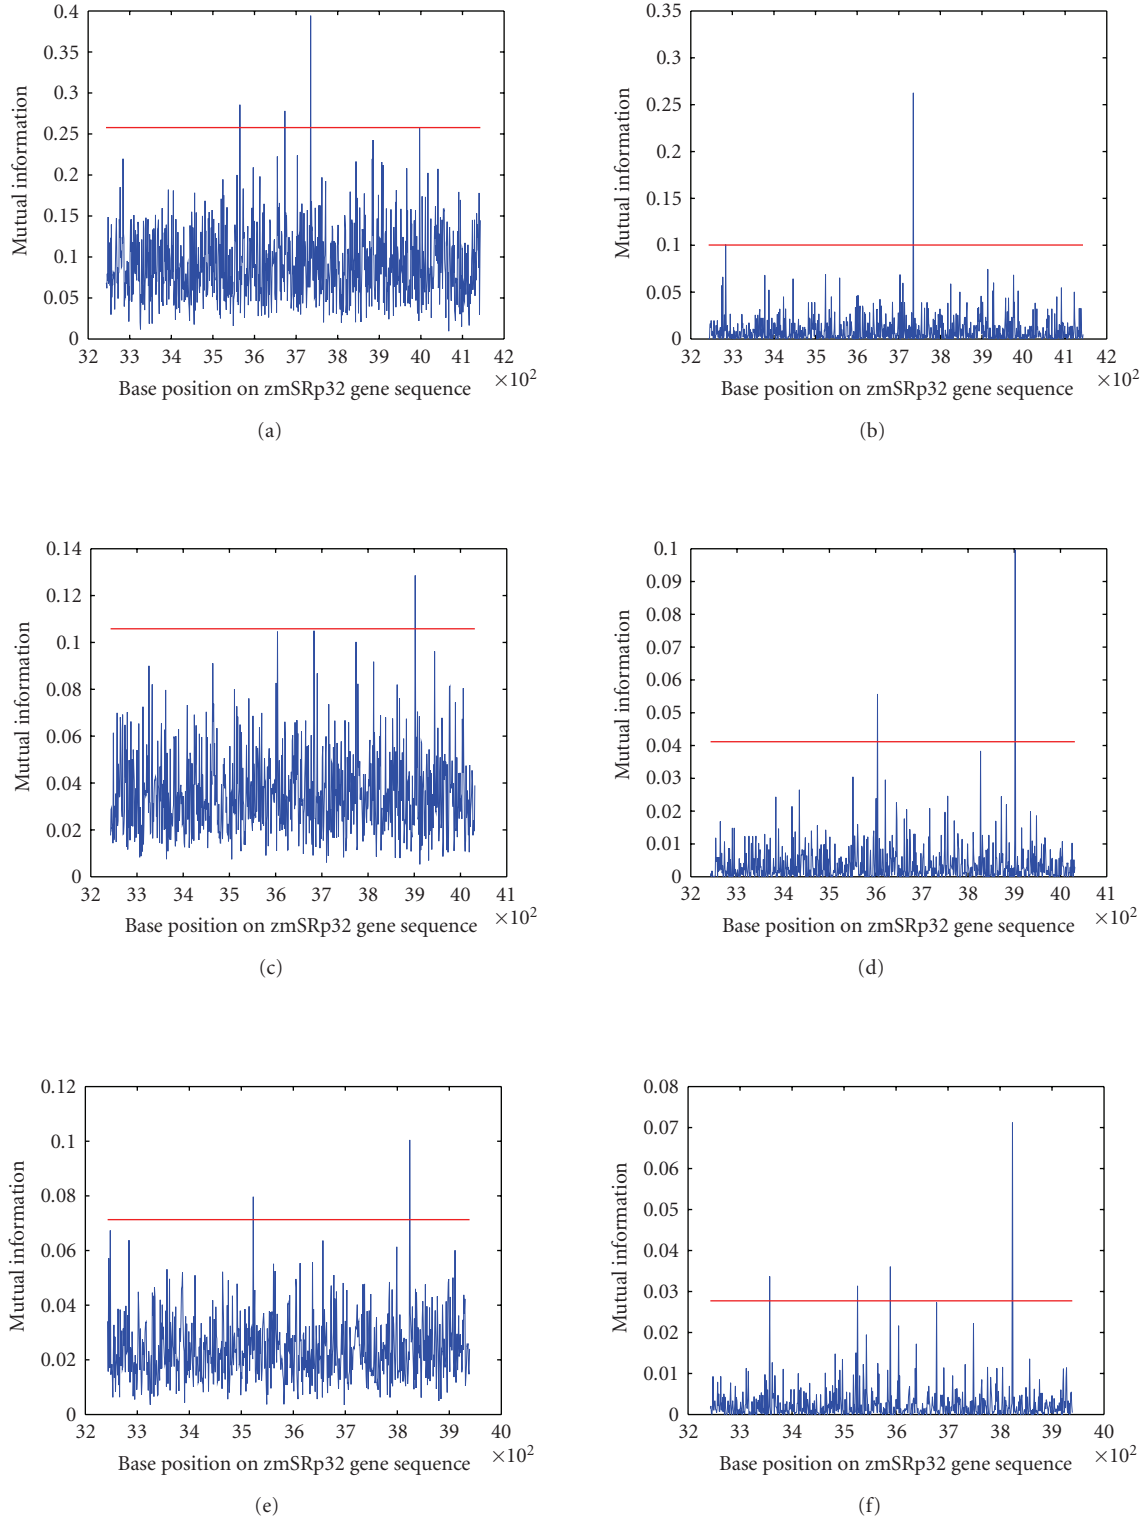 0.4
0.35
0.3
0.25
0.2
0.15
0.1
0.05
0
Mutual information
32 33 34 35 36 37 38 39 40 41 42
×10²
Base position on zmSRp32 gene sequence
(a)
0.35
0.3
0.25
0.2
0.15
0.1
0.05
0
Mutual information
32 33 34 35 36 37 38 39 40 41 42
×10²
Base position on zmSRp32 gene sequence
(b)
0.14
0.12
0.1
0.08
0.06
0.04
0.02
0
Mutual information
32 33 34 35 36 37 38 39 40 41
×10²
Base position on zmSRp32 gene sequence
(c)
0.1
0.09
0.08
0.07
0.06
0.05
0.04
0.03
0.02
0.01
0
Mutual information
32 33 34 35 36 37 38 39 40 41
×10²
Base position on zmSRp32 gene sequence
(d)
0.12
0.1
0.08
0.06
0.04
0.02
0
Mutual information
32 33 34 35 36 37 38 39 40
×10²
Base position on zmSRp32 gene sequence
(e)
0.08
0.07
0.06
0.05
0.04
0.03
0.02
0.01
0
Mutual information
32 33 34 35 36 37 38 39 40
×10²
Base position on zmSRp32 gene sequence
(f)